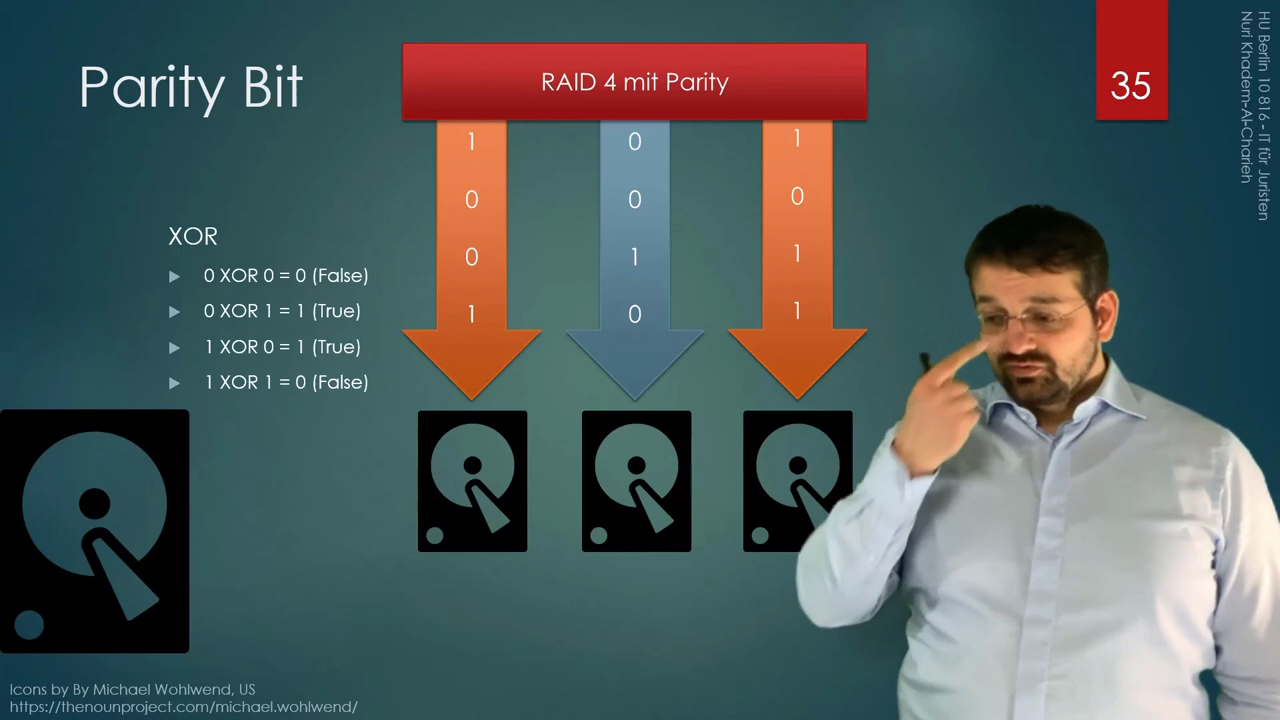 Parity Bit
RAID 4 mit Parity
35
HU Berlin 10 816 - IT für Juristen
Nuri Khadem-Al-Charieh
XOR
0 XOR 0 = 0 (False)
0 XOR 1 = 1 (True)
1 XOR 0 = 1 (True)
1 XOR 1 = 0 (False)
1 0 1
0 0 0
0 1 1
1 0 1
Icons by By Michael Wohlwend, US
https://thenounproject.com/michael.wohlwend/